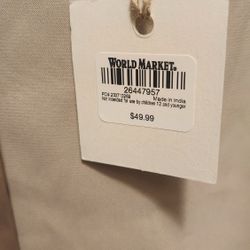 WORLD MARKET®
26447957
Made in India
Not intended for use by children 12 and younger
$49.99